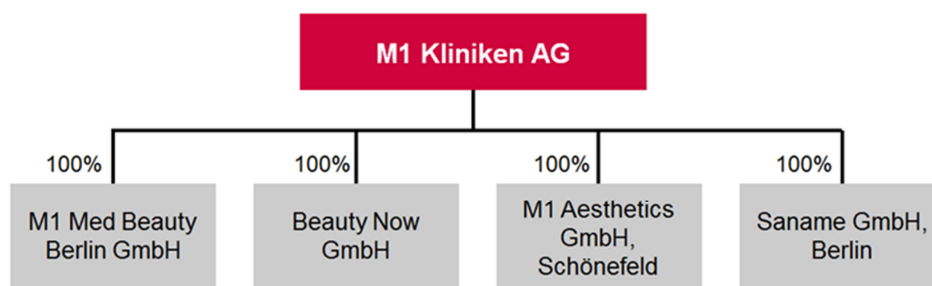 M1 Kliniken AG
100%
100%
100%
100%
M1 Med Beauty
Berlin GmbH
Beauty Now
GmbH
M1 Aesthetics
GmbH,
Schönefeld
Saname GmbH,
Berlin